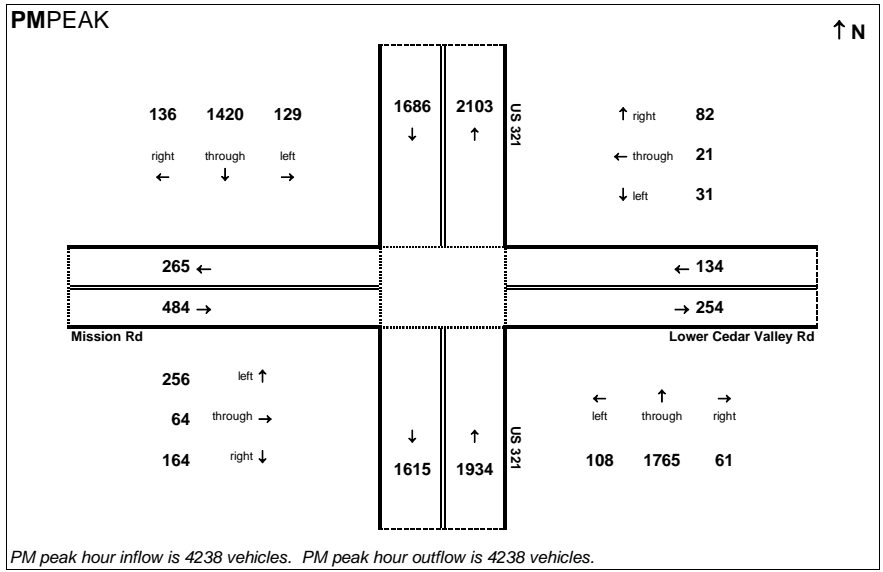 PMPEAK
↑ N
136 1420 129
right through left
← ↓ →
1686 2103
↓ ↑
US 321
↑ right 82
← through 21
↓ left 31
265 ←
484 →
← 134
→ 254
Mission Rd
Lower Cedar Valley Rd
256 left ↑
64 through →
164 right ↓
↓ ↑
1615 1934
US 321
← ↑ →
left through right
108 1765 61
PM peak hour inflow is 4238 vehicles. PM peak hour outflow is 4238 vehicles.